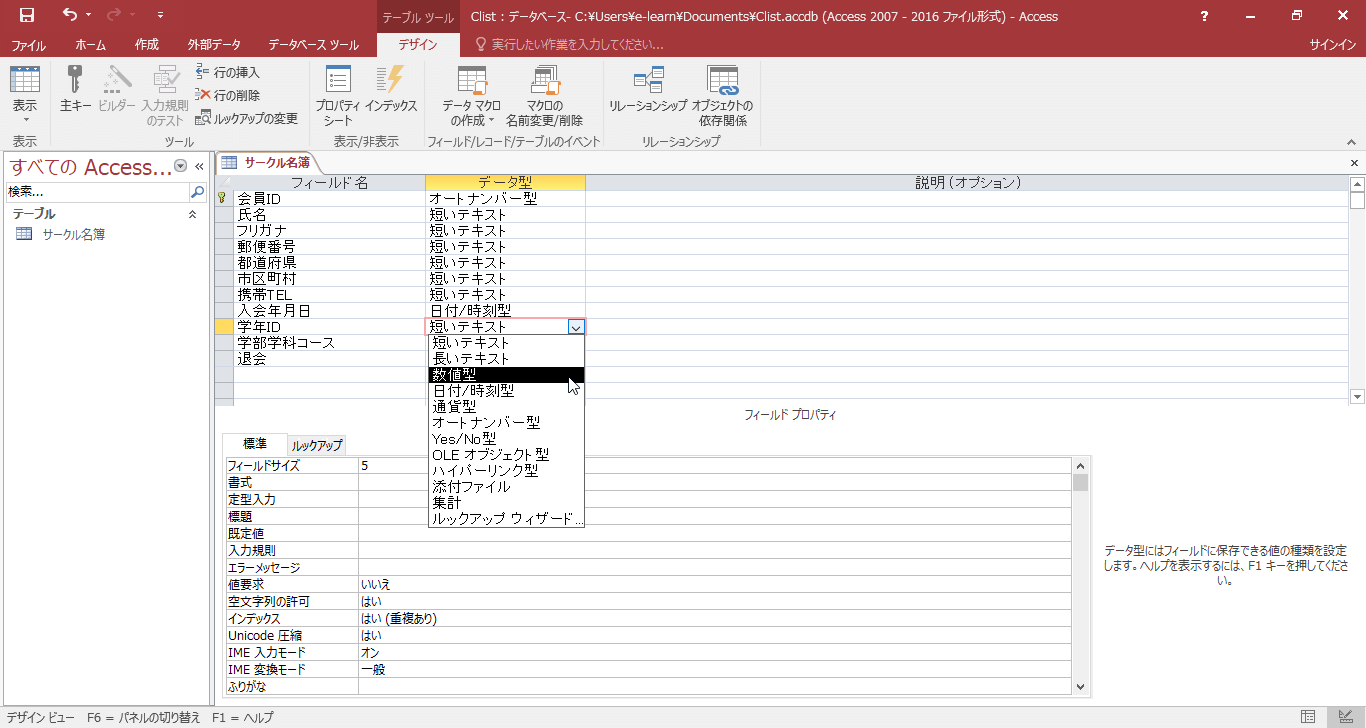 テーブル ツール
Clist : データベース- C:¥Users¥e-learn¥Documents¥Clist.accdb (Access 2007 - 2016 ファイル形式) - Access
?
ファイル ホーム 作成 外部データ データベース ツール デザイン 実行したい作業を入力してください... サインイン
表示
主キー ビルダー 入力規則のテスト
行の挿入
行の削除
ルックアップの変更
プロパティ シート
インデックス
データ マクロの作成
マクロの名前変更/削除
リレーションシップ
オブジェクトの依存関係
表示 ツール 表示/非表示 フィールド/レコード/テーブルのイベント リレーションシップ
すべての Access...
検索...
テーブル
サークル名簿
サークル名簿
フィールド名 データ型 説明(オプション)
会員ID オートナンバー型
氏名 短いテキスト
フリガナ 短いテキスト
郵便番号 短いテキスト
都道府県 短いテキスト
市区町村 短いテキスト
携帯TEL 短いテキスト
入会年月日 日付/時刻型
学年ID 短いテキスト
学部学科コース
退会
短いテキスト
長いテキスト
数値型
日付/時刻型
通貨型
オートナンバー型
Yes/No型
OLE オブジェクト型
ハイパーリンク型
添付ファイル
集計
ルックアップ ウィザード...
フィールド プロパティ
標準 ルックアップ
フィールドサイズ 5
書式
定型入力
標題
既定値
入力規則
エラーメッセージ
値要求 いいえ
空文字列の許可 はい
インデックス はい (重複あり)
Unicode 圧縮 はい
IME 入力モード オン
IME 変換モード 一般
ふりがな
データ型にはフィールドに保存できる値の種類を設定
します。ヘルプを表示するには、F1 キーを押してくださ
い。
デザイン ビュー F6 = パネルの切り替え F1 = ヘルプ